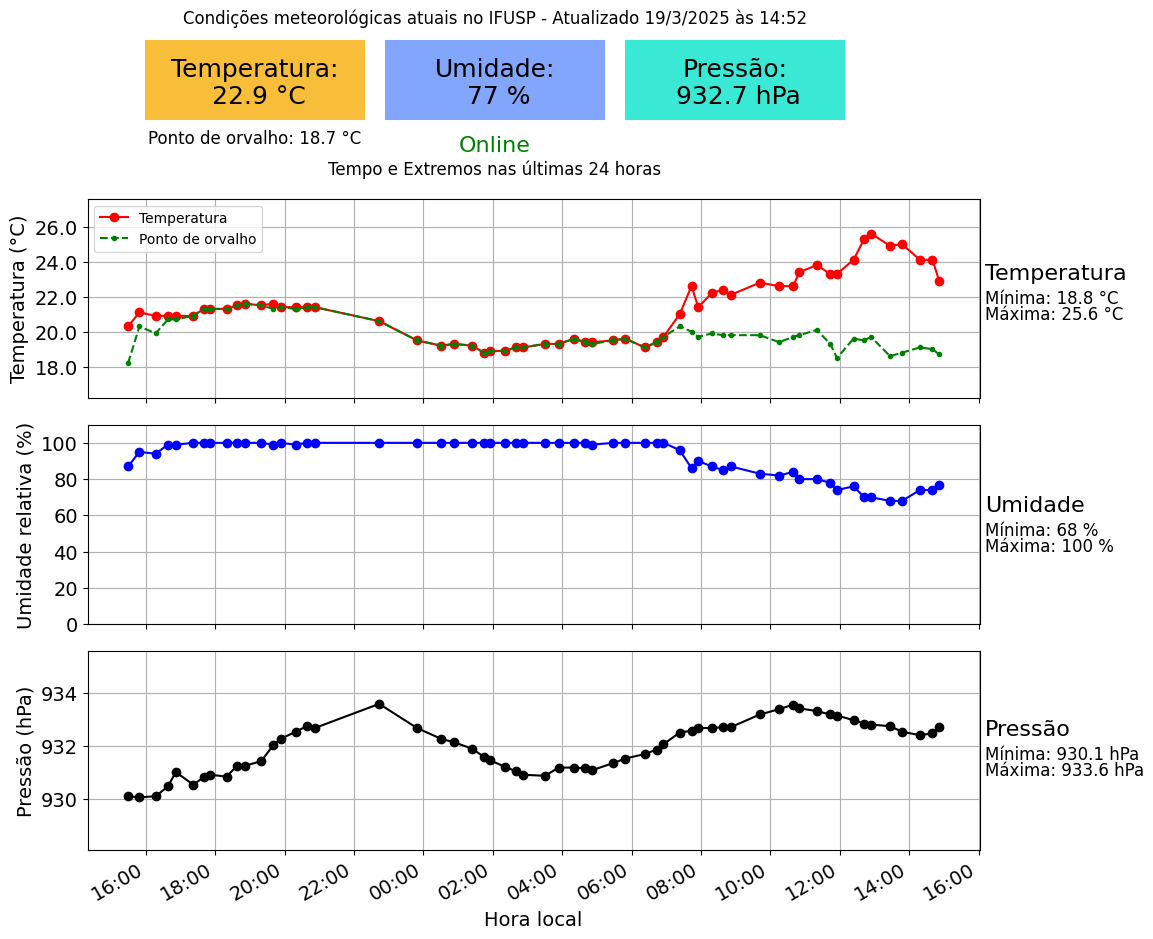 Condições meteorológicas atuais no IFUSP - Atualizado 19/3/2025 às 14:52
Temperatura:
22.9 °C
Umidade:
77 %
Pressão:
932.7 hPa
Ponto de orvalho: 18.7 °C
Online
Tempo e Extremos nas últimas 24 horas
Temperatura (°C)
26.0
24.0
22.0
20.0
18.0
Temperatura
Ponto de orvalho
Temperatura
Mínima: 18.8 °C
Máxima: 25.6 °C
Umidade relativa (%)
100
80
60
40
20
0
Umidade
Mínima: 68 %
Máxima: 100 %
Pressão (hPa)
934
932
930
Pressão
Mínima: 930.1 hPa
Máxima: 933.6 hPa
16:00
18:00
20:00
22:00
00:00
02:00
04:00
06:00
08:00
10:00
12:00
14:00
16:00
Hora local